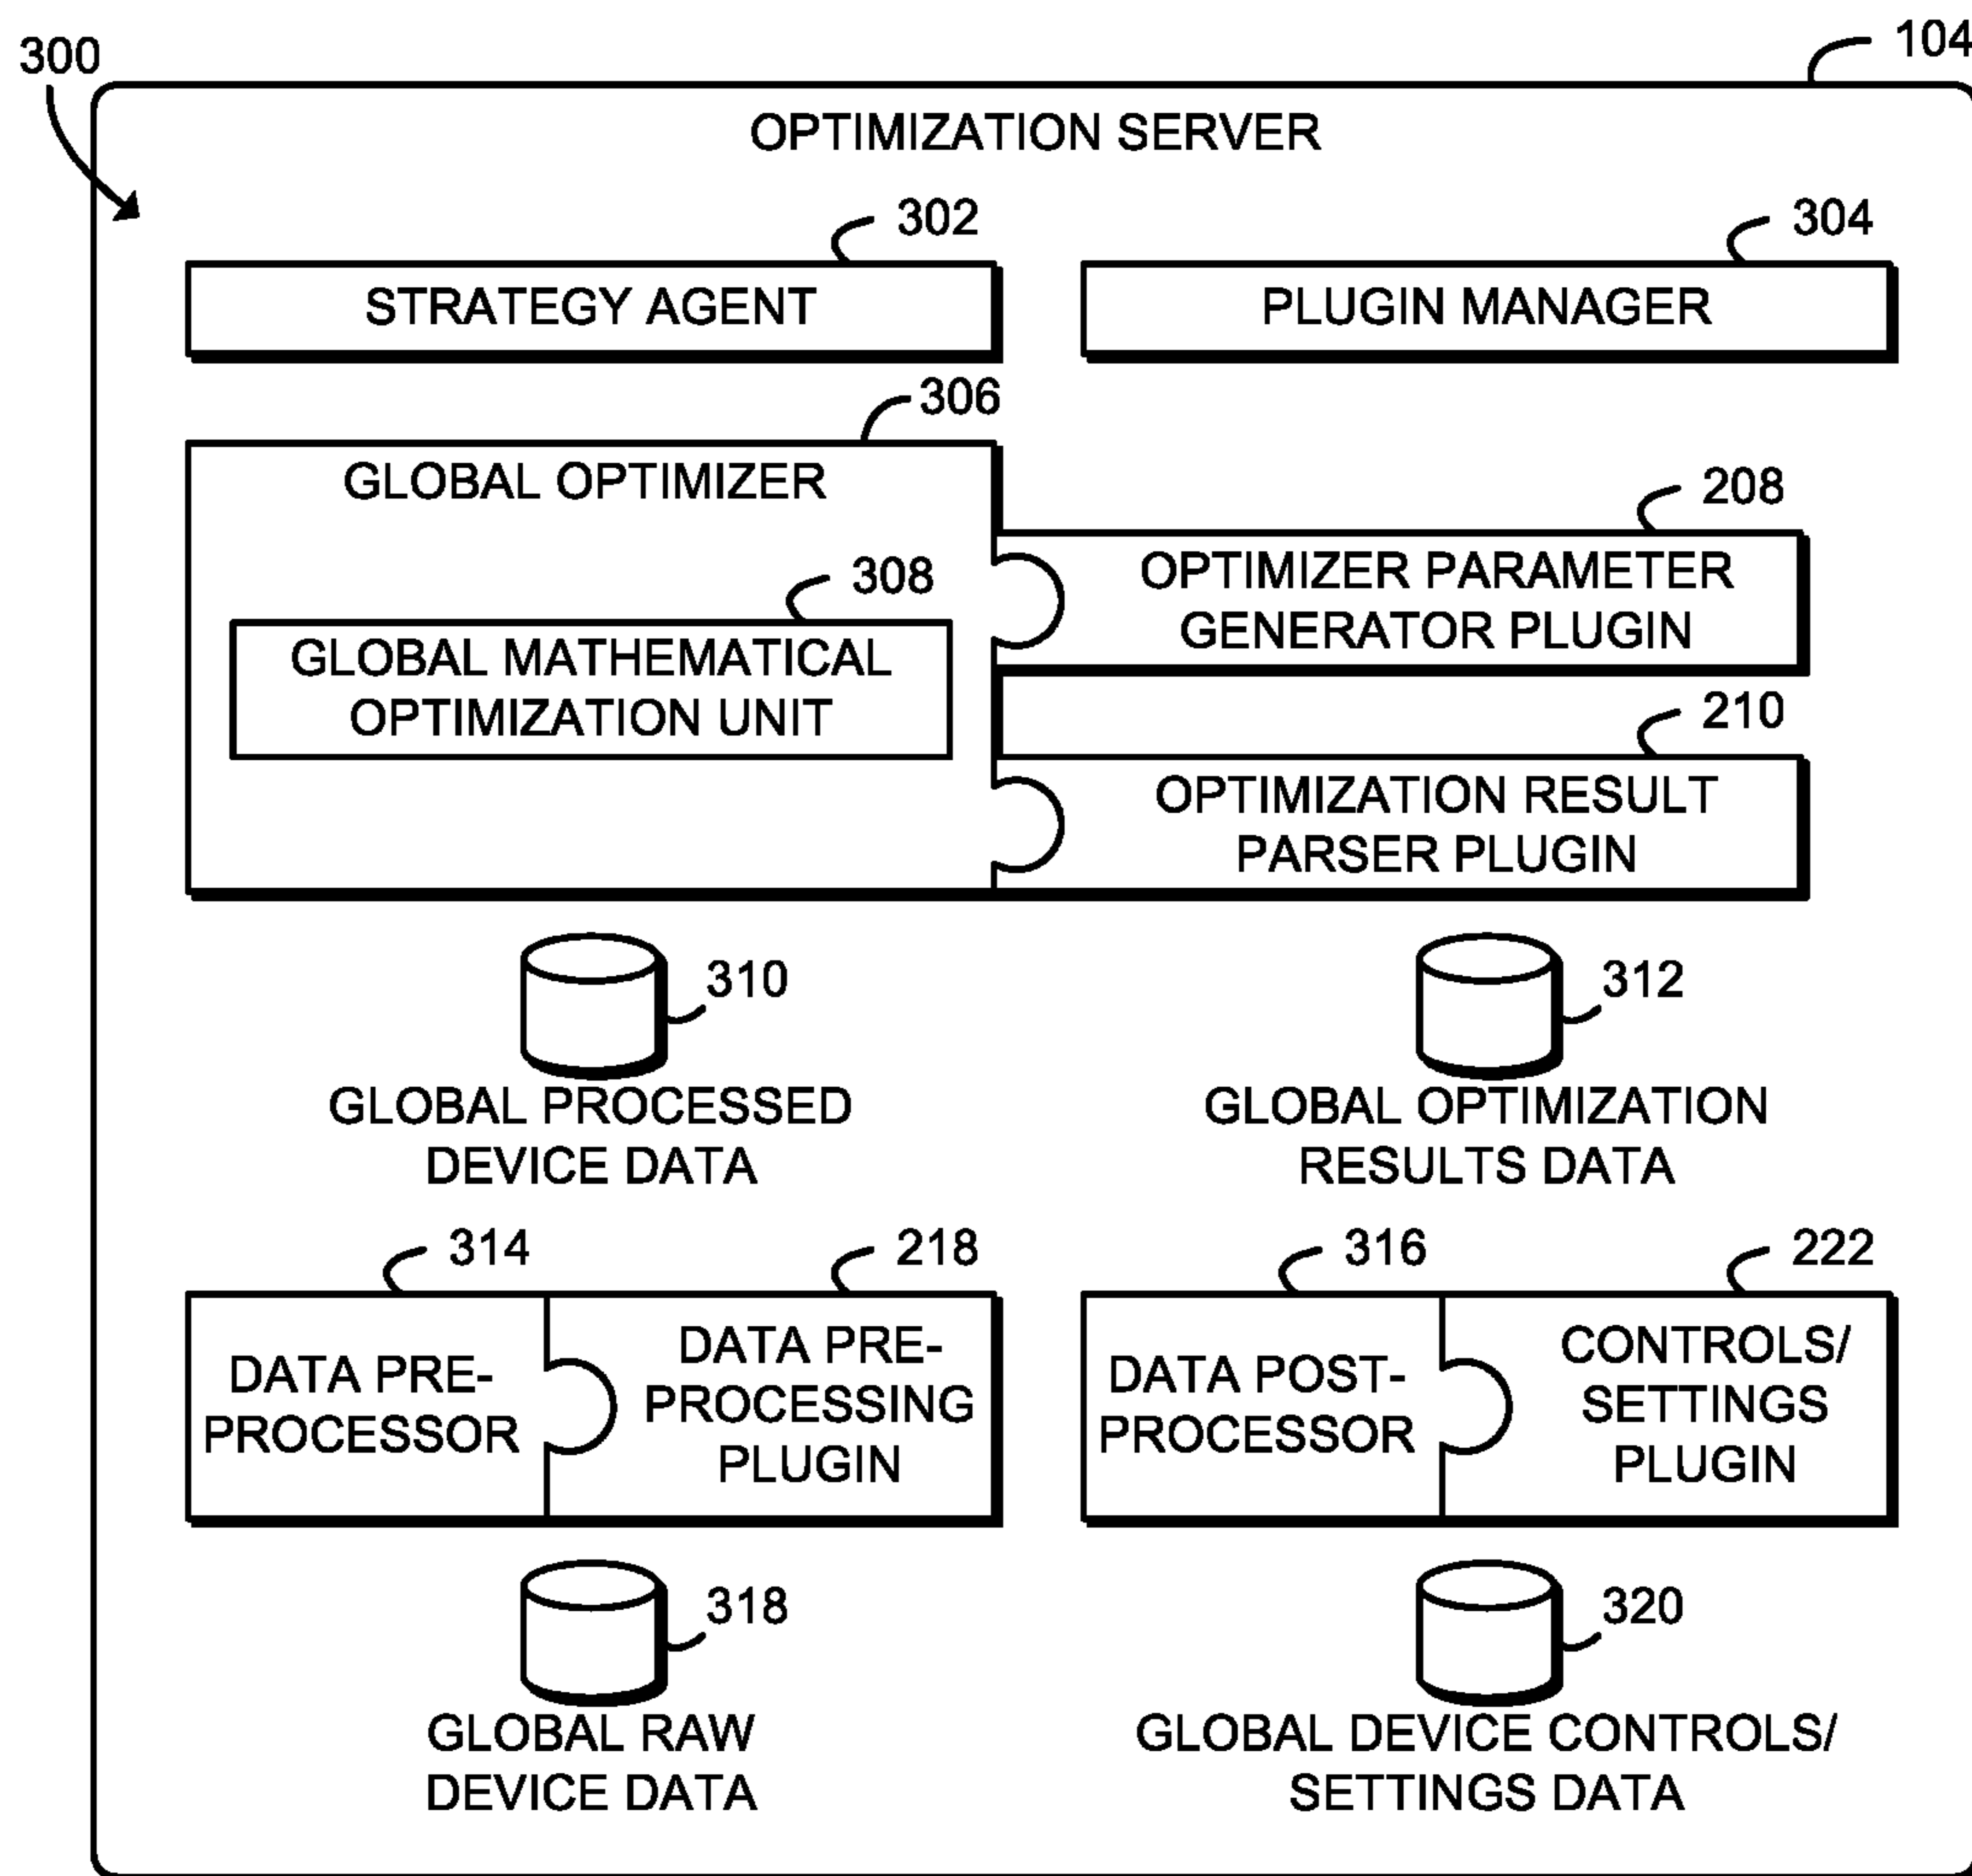 300
104
OPTIMIZATION SERVER
302
304
STRATEGY AGENT
PLUGIN MANAGER
306
GLOBAL OPTIMIZER
208
308
OPTIMIZER PARAMETER
GENERATOR PLUGIN
GLOBAL MATHEMATICAL
OPTIMIZATION UNIT
210
OPTIMIZATION RESULT
PARSER PLUGIN
310
312
GLOBAL PROCESSED
DEVICE DATA
GLOBAL OPTIMIZATION
RESULTS DATA
314
218
316
222
DATA PRE-
PROCESSOR
DATA PRE-
PROCESSING
PLUGIN
DATA POST-
PROCESSOR
CONTROLS/
SETTINGS
PLUGIN
318
320
GLOBAL RAW
DEVICE DATA
GLOBAL DEVICE CONTROLS/
SETTINGS DATA